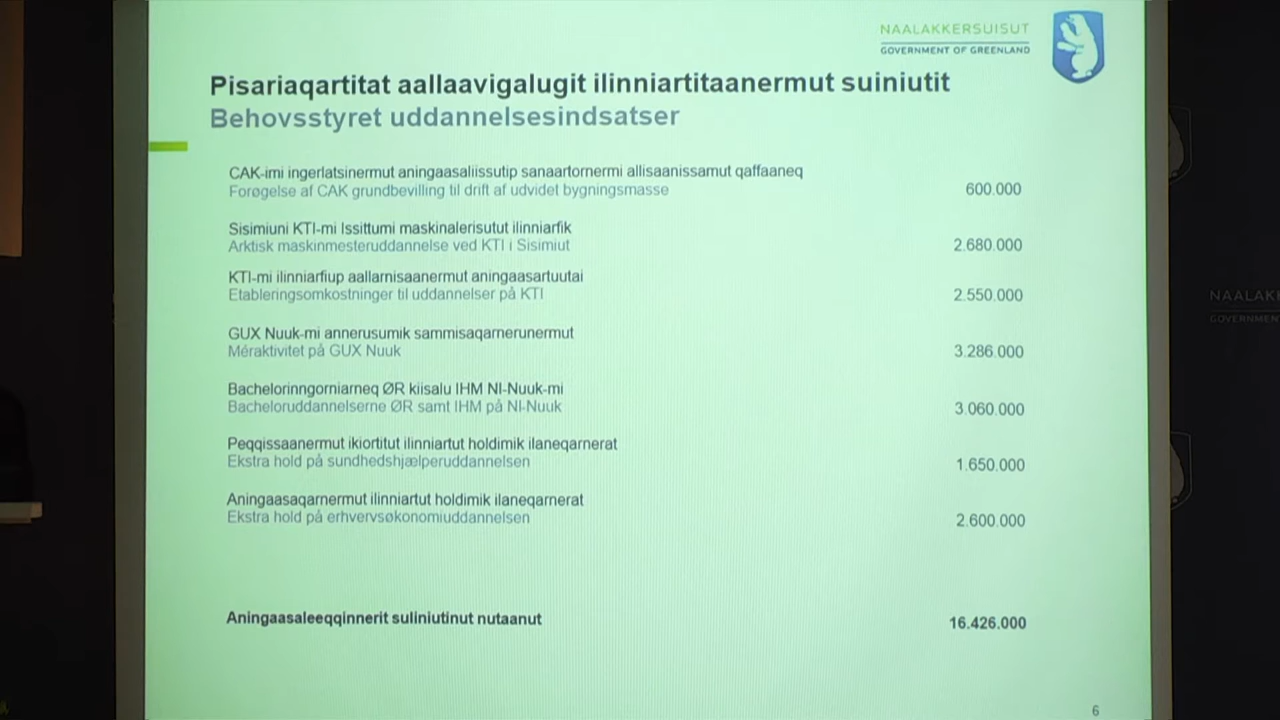 NAALAKKERSUISUT
GOVERNMENT OF GREENLAND
Pisariaqartitat aallaavigalugit ilinniartitaanermut suiniutit
Behovsstyret uddannelsesindsatser
CAK-imi ingerlatsinermut aningaasaliissutip sanaartornermi allisaanissamut qaffaaneq
Forøgelse af CAK grundbevilling til drift af udvidet bygningsmasse
600.000
Sisimiuni KTI-mi Issittumi maskinalerisutut ilinniarfik
Arktisk maskinmesteruddannelse ved KTI i Sisimiut
2.680.000
KTI-mi ilinniarfiup aallarnisaanermut aningaasartuutai
Etableringsomkostninger til uddannelser på KTI
2.550.000
GUX Nuuk-mi annerusumik sammisaqarnerunermut
Méraktivitet på GUX Nuuk
3.286.000
Bachelorinngorniarneq ØR kiisalu IHM NI-Nuuk-mi
Bacheloruddannelserne ØR samt IHM på NI-Nuuk
3.060.000
Peqqissaanermut ikiortitut ilinniartut holdimik ilaneqarnerat
Ekstra hold på sundhedshjælperuddannelsen
1.650.000
Aningaasaqarnermut ilinniartut holdimik ilaneqarnerat
Ekstra hold på erhvervsøkonomiuddannelsen
2.600.000
Aningaasaleeqqinnerit suliniutinut nutaanut
16.426.000
6
NAALAK
GOVERNMEN